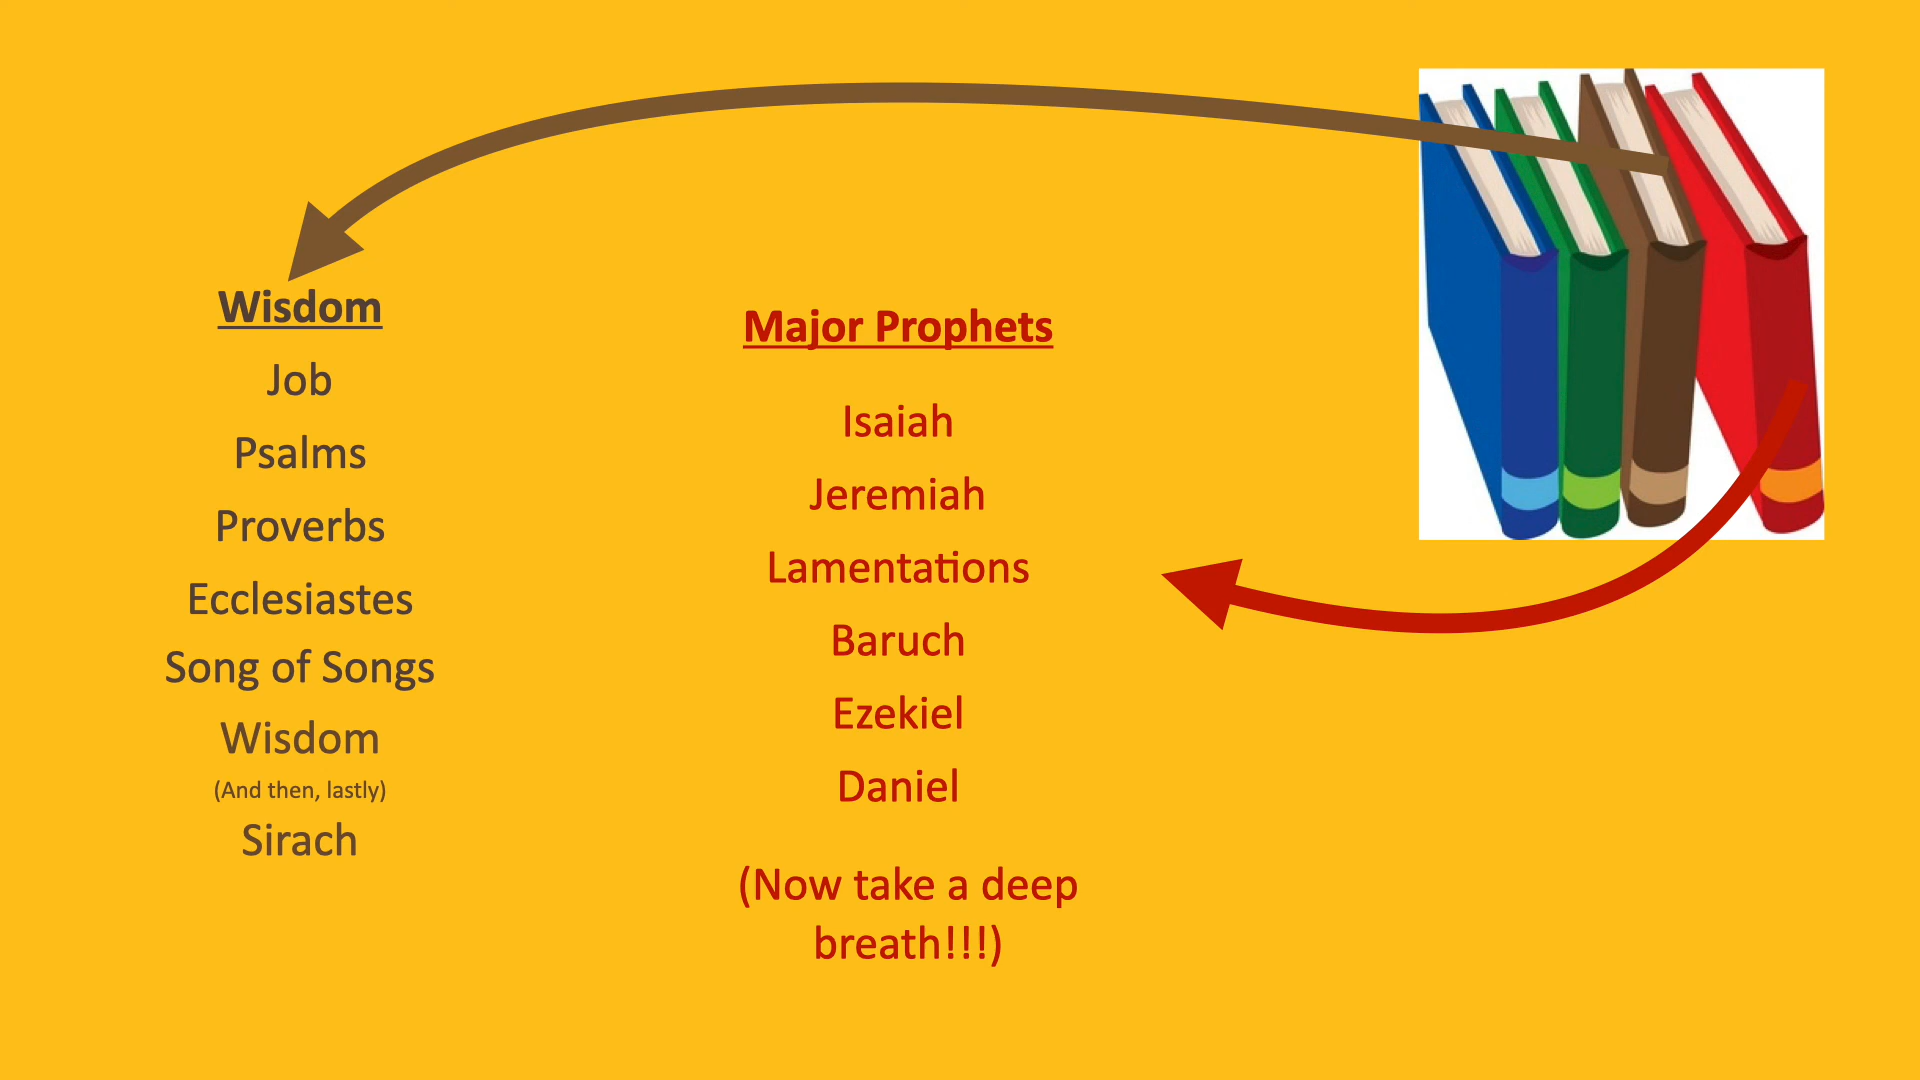 Wisdom
Job
Psalms
Proverbs
Ecclesiastes
Song of Songs
Wisdom
(And then, lastly)
Sirach
Major Prophets
Isaiah
Jeremiah
Lamentations
Baruch
Ezekiel
Daniel
(Now take a deep
breath!!!)